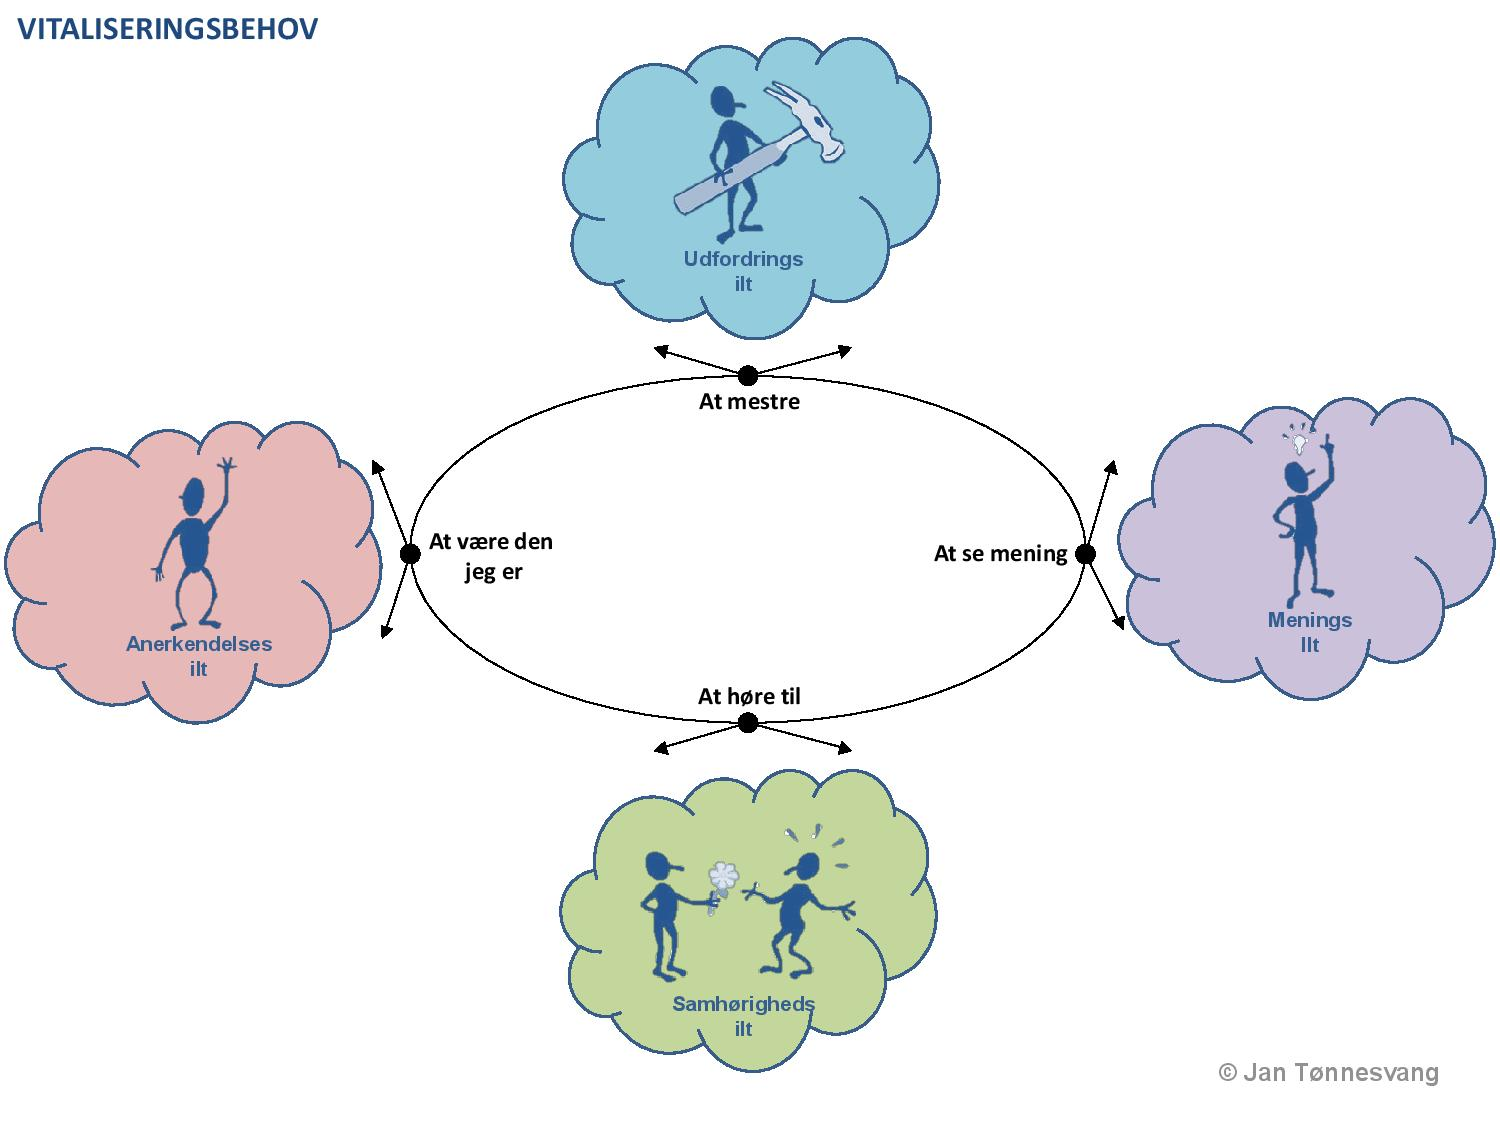 VITALISERINGSBEHOV
Udfordrings
ilt
At mestre
At være den
jeg er
At se mening
Anerkendelses
ilt
Menings
Ilt
At høre til
Samhørigheds
ilt
© Jan Tønnesvang